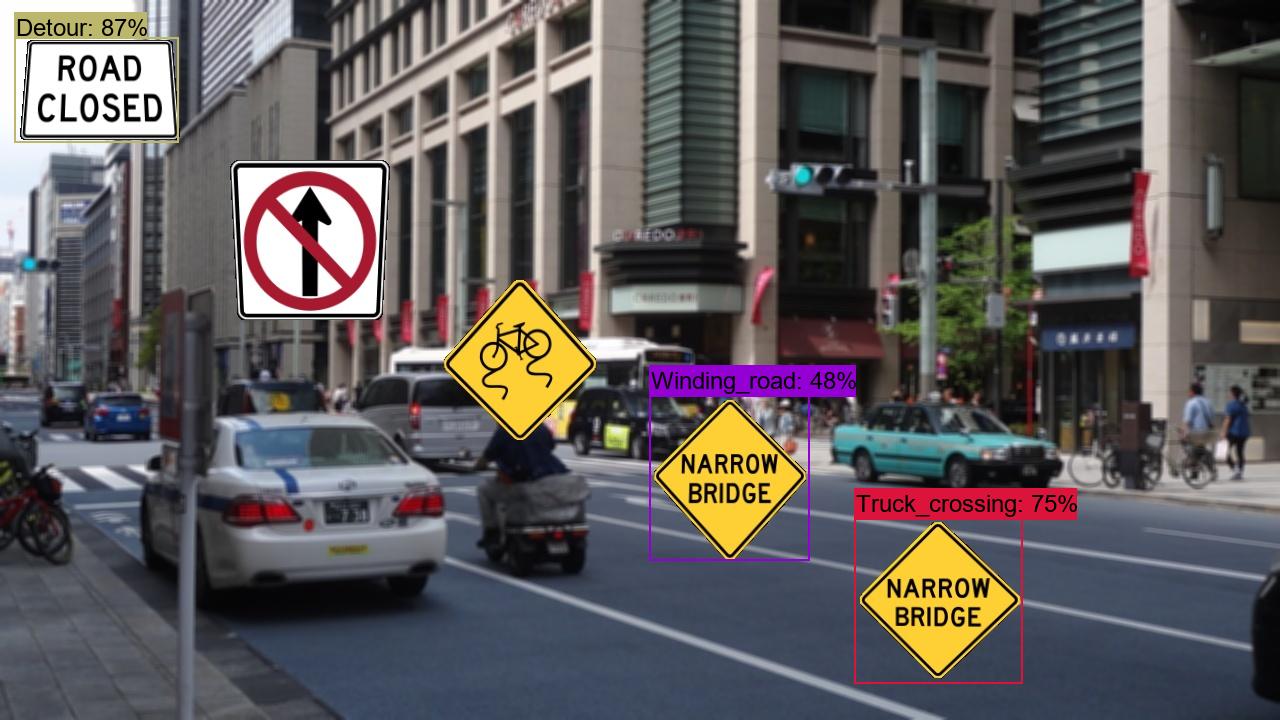 Detour: 87%
ROAD
CLOSED
Winding_road: 48%
NARROW
BRIDGE
Truck_crossing: 75%
NARROW
BRIDGE